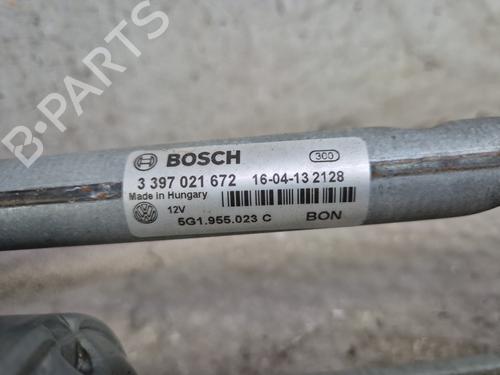 B-PARTS
BOSCH 300
3 397 021 672 16-04-13 2128
Made in Hungary
12V
5G1.955.023 C BON